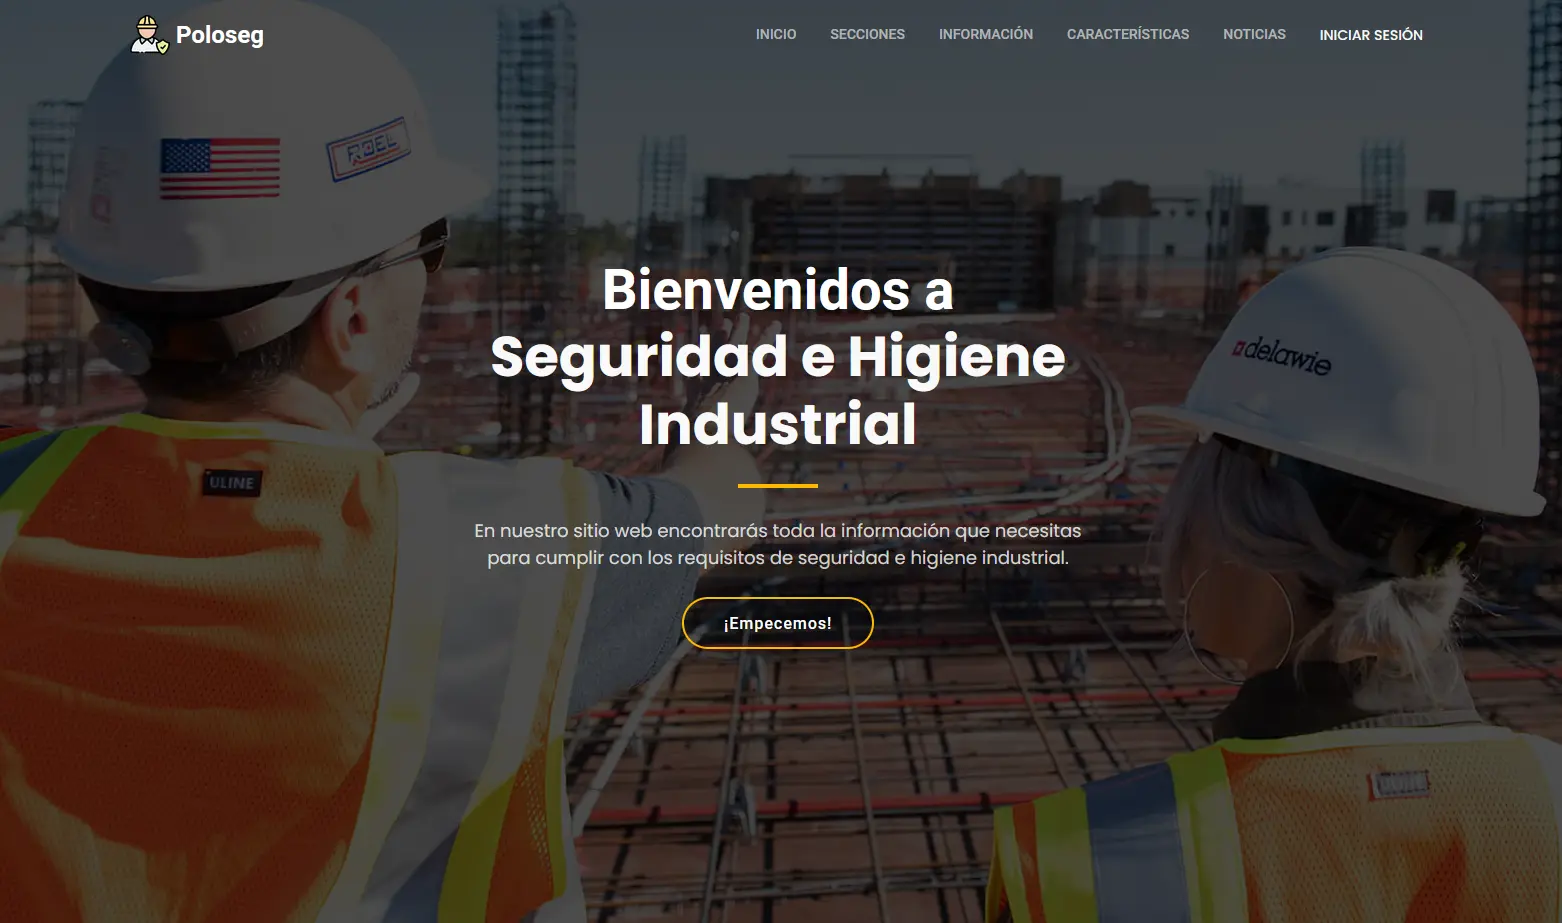 Poloseg
INICIO SECCIONES INFORMACIÓN CARACTERÍSTICAS NOTICIAS INICIAR SESIÓN
ROEL
delawie
ULINE
Bienvenidos a
Seguridad e Higiene
Industrial
En nuestro sitio web encontrarás toda la información que necesitas
para cumplir con los requisitos de seguridad e higiene industrial.
¡Empecemos!